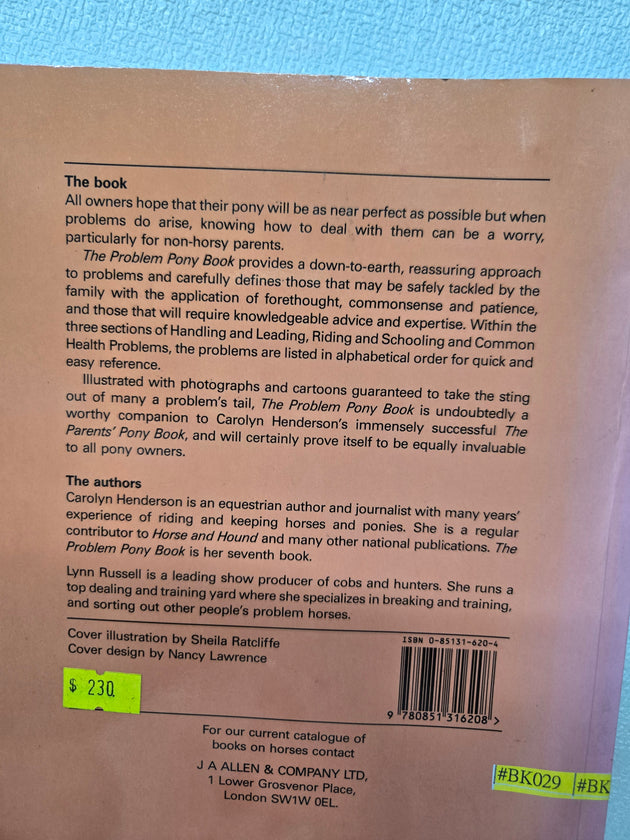 The book
All owners hope that their pony will be as near perfect as possible but when
problems do arise, knowing how to deal with them can be a worry,
particularly for non-horsy parents.
The Problem Pony Book provides a down-to-earth, reassuring approach
to problems and carefully defines those that may be safely tackled by the
family with the application of forethought, commonsense and patience,
and those that will require knowledgeable advice and expertise. Within the
three sections of Handling and Leading, Riding and Schooling and Common
Health Problems, the problems are listed in alphabetical order for quick and
easy reference.
Illustrated with photographs and cartoons guaranteed to take the sting
out of many a problem's tail, The Problem Pony Book is undoubtedly a
worthy companion to Carolyn Henderson's immensely successful The
Parents' Pony Book, and will certainly prove itself to be equally invaluable
to all pony owners.
The authors
Carolyn Henderson is an equestrian author and journalist with many years'
experience of riding and keeping horses and ponies. She is a regular
contributor to Horse and Hound and many other national publications. The
Problem Pony Book is her seventh book.
Lynn Russell is a leading show producer of cobs and hunters. She runs a
top dealing and training yard where she specializes in breaking and training,
and sorting out other people's problem horses.
Cover illustration by Sheila Ratcliffe
Cover design by Nancy Lawrence
ISBN 0-85131-620-4
9 780851 316208 >
$ 230.
For our current catalogue of
books on horses contact
J A ALLEN & COMPANY LTD,
1 Lower Grosvenor Place,
London SW1W 0EL.
#BK029 #BK